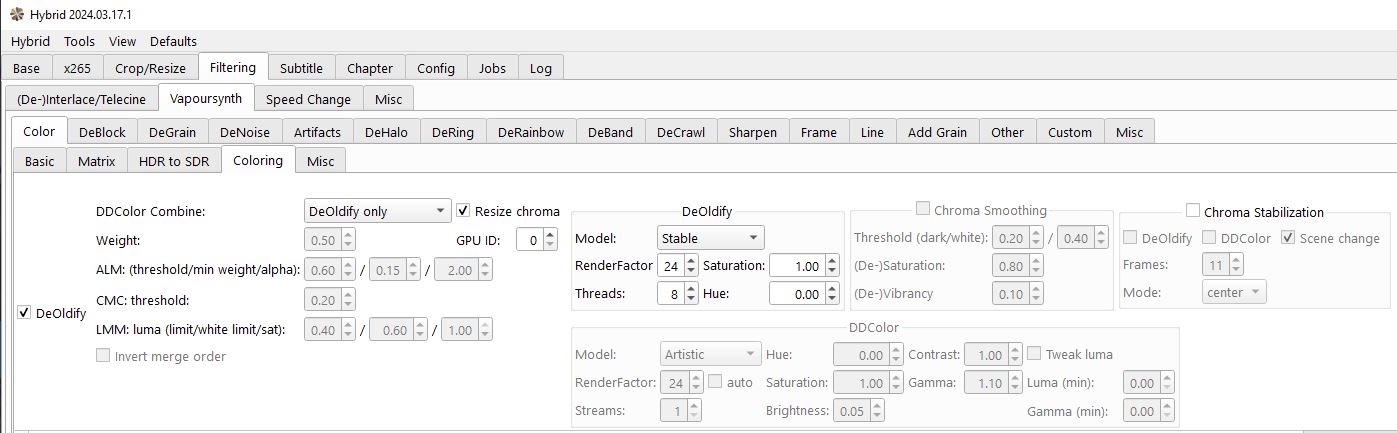 Hybrid 2024.03.17.1
Hybrid Tools View Defaults
Base x265 Crop/Resize Filtering Subtitle Chapter Config Jobs Log
(De-)Interlace/Telecine Vapoursynth Speed Change Misc
Color DeBlock DeGrain DeNoise Artifacts DeHalo DeRing DeRainbow DeBand DeCrawl Sharpen Frame Line Add Grain Other Custom Misc
Basic Matrix HDR to SDR Coloring Misc
DeOldify
DDColor Combine: DeOldify only Resize chroma
Weight: 0.50 GPU ID: 0
ALM: (threshold/min weight/alpha): 0.60 / 0.15 / 2.00
CMC: threshold: 0.20
LMM: luma (limit/white limit/sat): 0.40 / 0.60 / 1.00
Invert merge order
DeOldify
Model: Stable
RenderFactor 24 Saturation: 1.00
Threads: 8 Hue: 0.00
Chroma Smoothing
Threshold (dark/white): 0.20 / 0.40
(De-)Saturation: 0.80
(De-)Vibrancy 0.10
Chroma Stabilization
DeOldify DDColor Scene change
Frames: 11
Mode: center
DDColor
Model: Artistic Hue: 0.00 Contrast: 1.00 Tweak luma
RenderFactor: 24 auto Saturation: 1.00 Gamma: 1.10 Luma (min): 0.00
Streams: 1 Brightness: 0.05 Gamma (min): 0.00